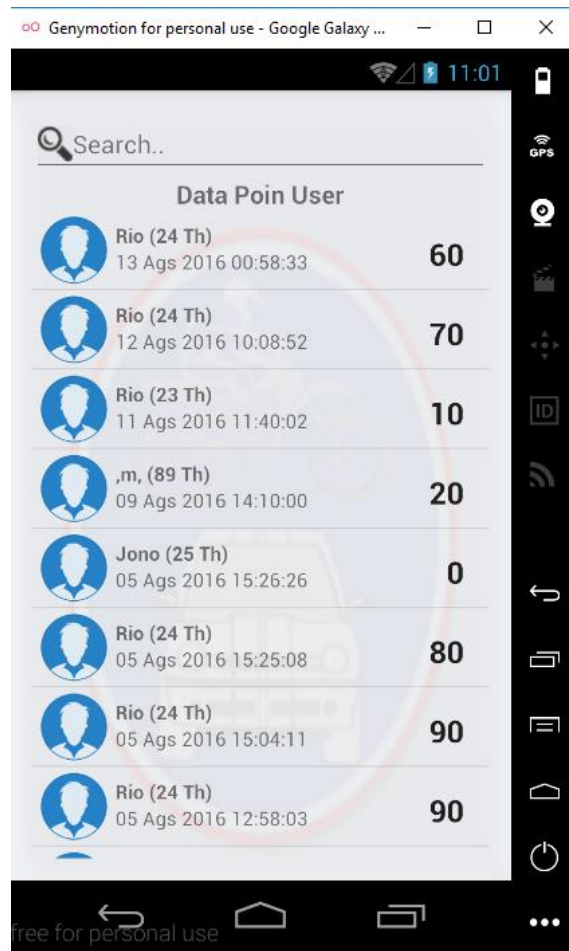 Genymotion for personal use - Google Galaxy ...
11:01
GPS
Search..
Data Poin User
Rio (24 Th)
13 Ags 2016 00:58:33
60
Rio (24 Th)
12 Ags 2016 10:08:52
70
Rio (23 Th)
11 Ags 2016 11:40:02
10
,m, (89 Th)
09 Ags 2016 14:10:00
20
Jono (25 Th)
05 Ags 2016 15:26:26
0
Rio (24 Th)
05 Ags 2016 15:25:08
80
Rio (24 Th)
05 Ags 2016 15:04:11
90
Rio (24 Th)
05 Ags 2016 12:58:03
90
ID
free for personal use